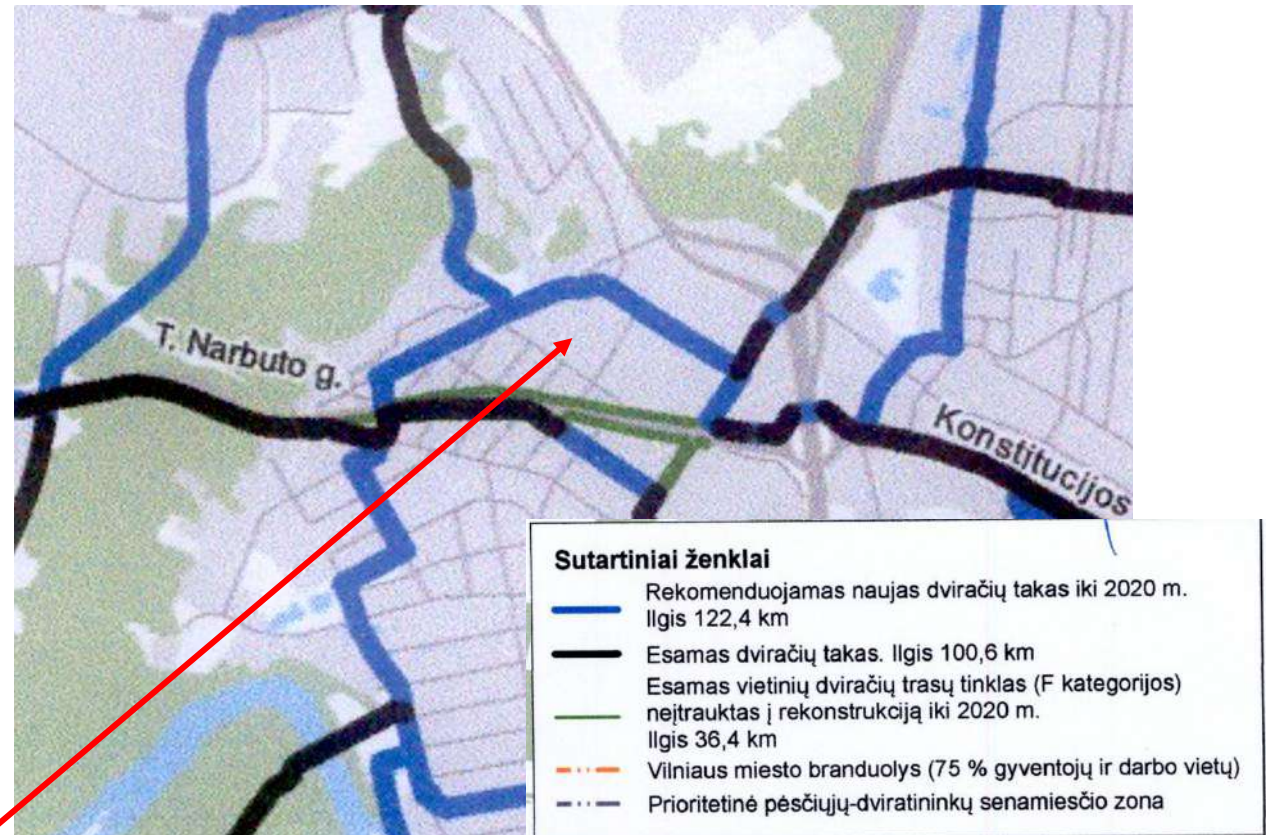 T. Narbuto g.
Konstitucijos
Sutartiniai ženklai
Rekomenduojamas naujas dviračių takas iki 2020 m.
Ilgis 122,4 km
Esamas dviračių takas. Ilgis 100,6 km
Esamas vietinių dviračių trasų tinklas (F kategorijos)
neįtrauktas į rekonstrukciją iki 2020 m.
Ilgis 36,4 km
Vilniaus miesto branduolys (75 % gyventojų ir darbo vietų)
Prioritetinė pėsčiųjų-dviratininkų senamiesčio zona